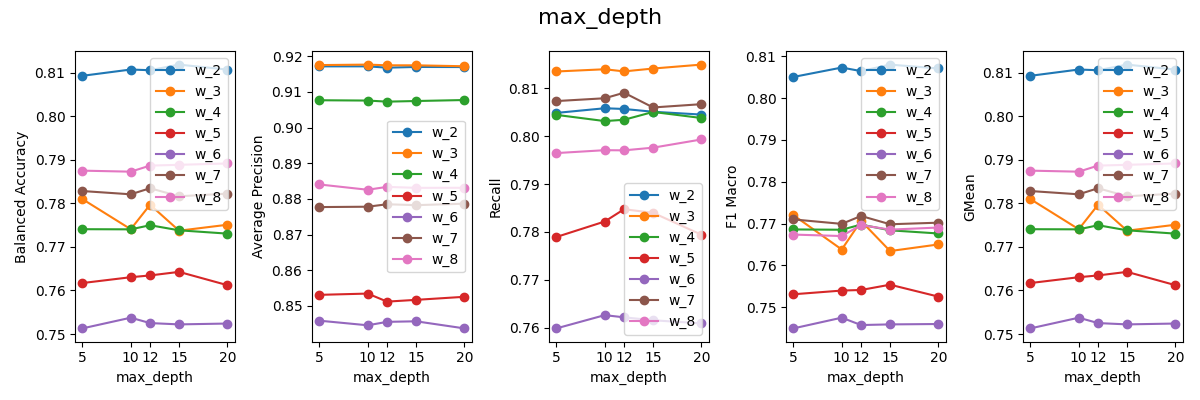 max_depth
Balanced Accuracy
0.81
0.80
0.79
0.78
0.77
0.76
0.75
5 10 12 15 20
max_depth
w_2
w_3
w_4
w_5
w_6
w_7
w_8
Average Precision
0.92
0.91
0.90
0.89
0.88
0.87
0.86
0.85
5 10 12 15 20
max_depth
w_2
w_3
w_4
w_5
w_6
w_7
w_8
Recall
0.81
0.80
0.79
0.78
0.77
0.76
5 10 12 15 20
max_depth
w_2
w_3
w_4
w_5
w_6
w_7
w_8
F1 Macro
0.81
0.80
0.79
0.78
0.77
0.76
0.75
5 10 12 15 20
max_depth
w_2
w_3
w_4
w_5
w_6
w_7
w_8
GMean
0.81
0.80
0.79
0.78
0.77
0.76
0.75
5 10 12 15 20
max_depth
w_2
w_3
w_4
w_5
w_6
w_7
w_8